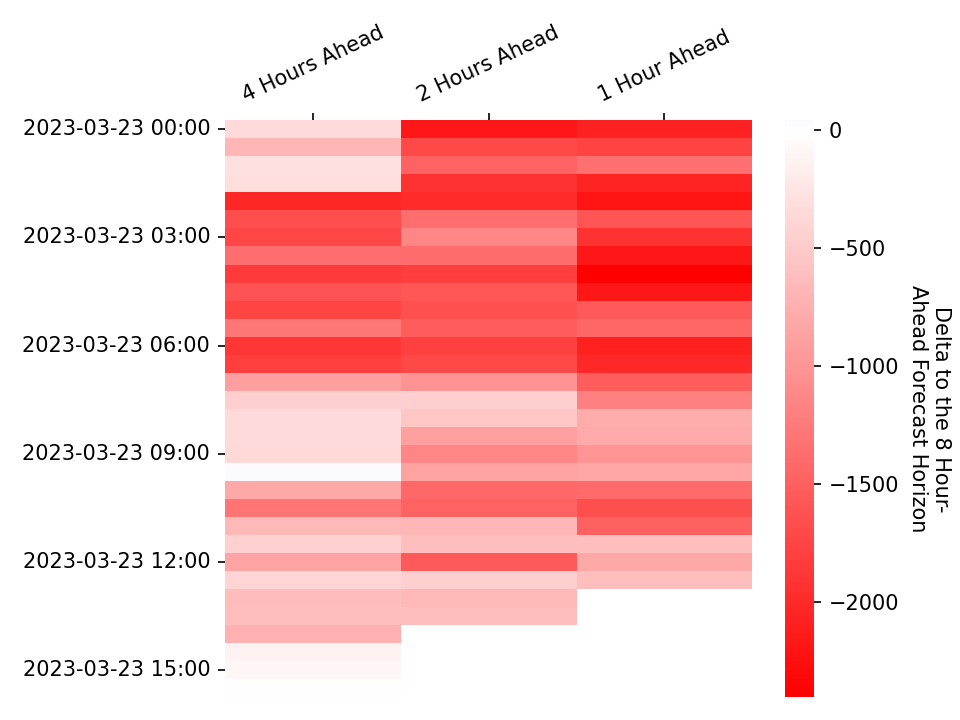 4 Hours Ahead
2 Hours Ahead
1 Hour Ahead
2023-03-23 00:00
2023-03-23 03:00
2023-03-23 06:00
2023-03-23 09:00
2023-03-23 12:00
2023-03-23 15:00
0
−500
−1000
−1500
−2000
Delta to the 8 Hour-
Ahead Forecast Horizon